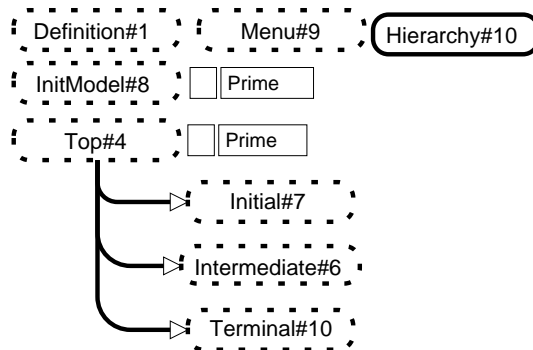 Definition#1 Menu#9 Hierarchy#10
InitModel#8 Prime
Top#4 Prime
Initial#7
Intermediate#6
Terminal#10